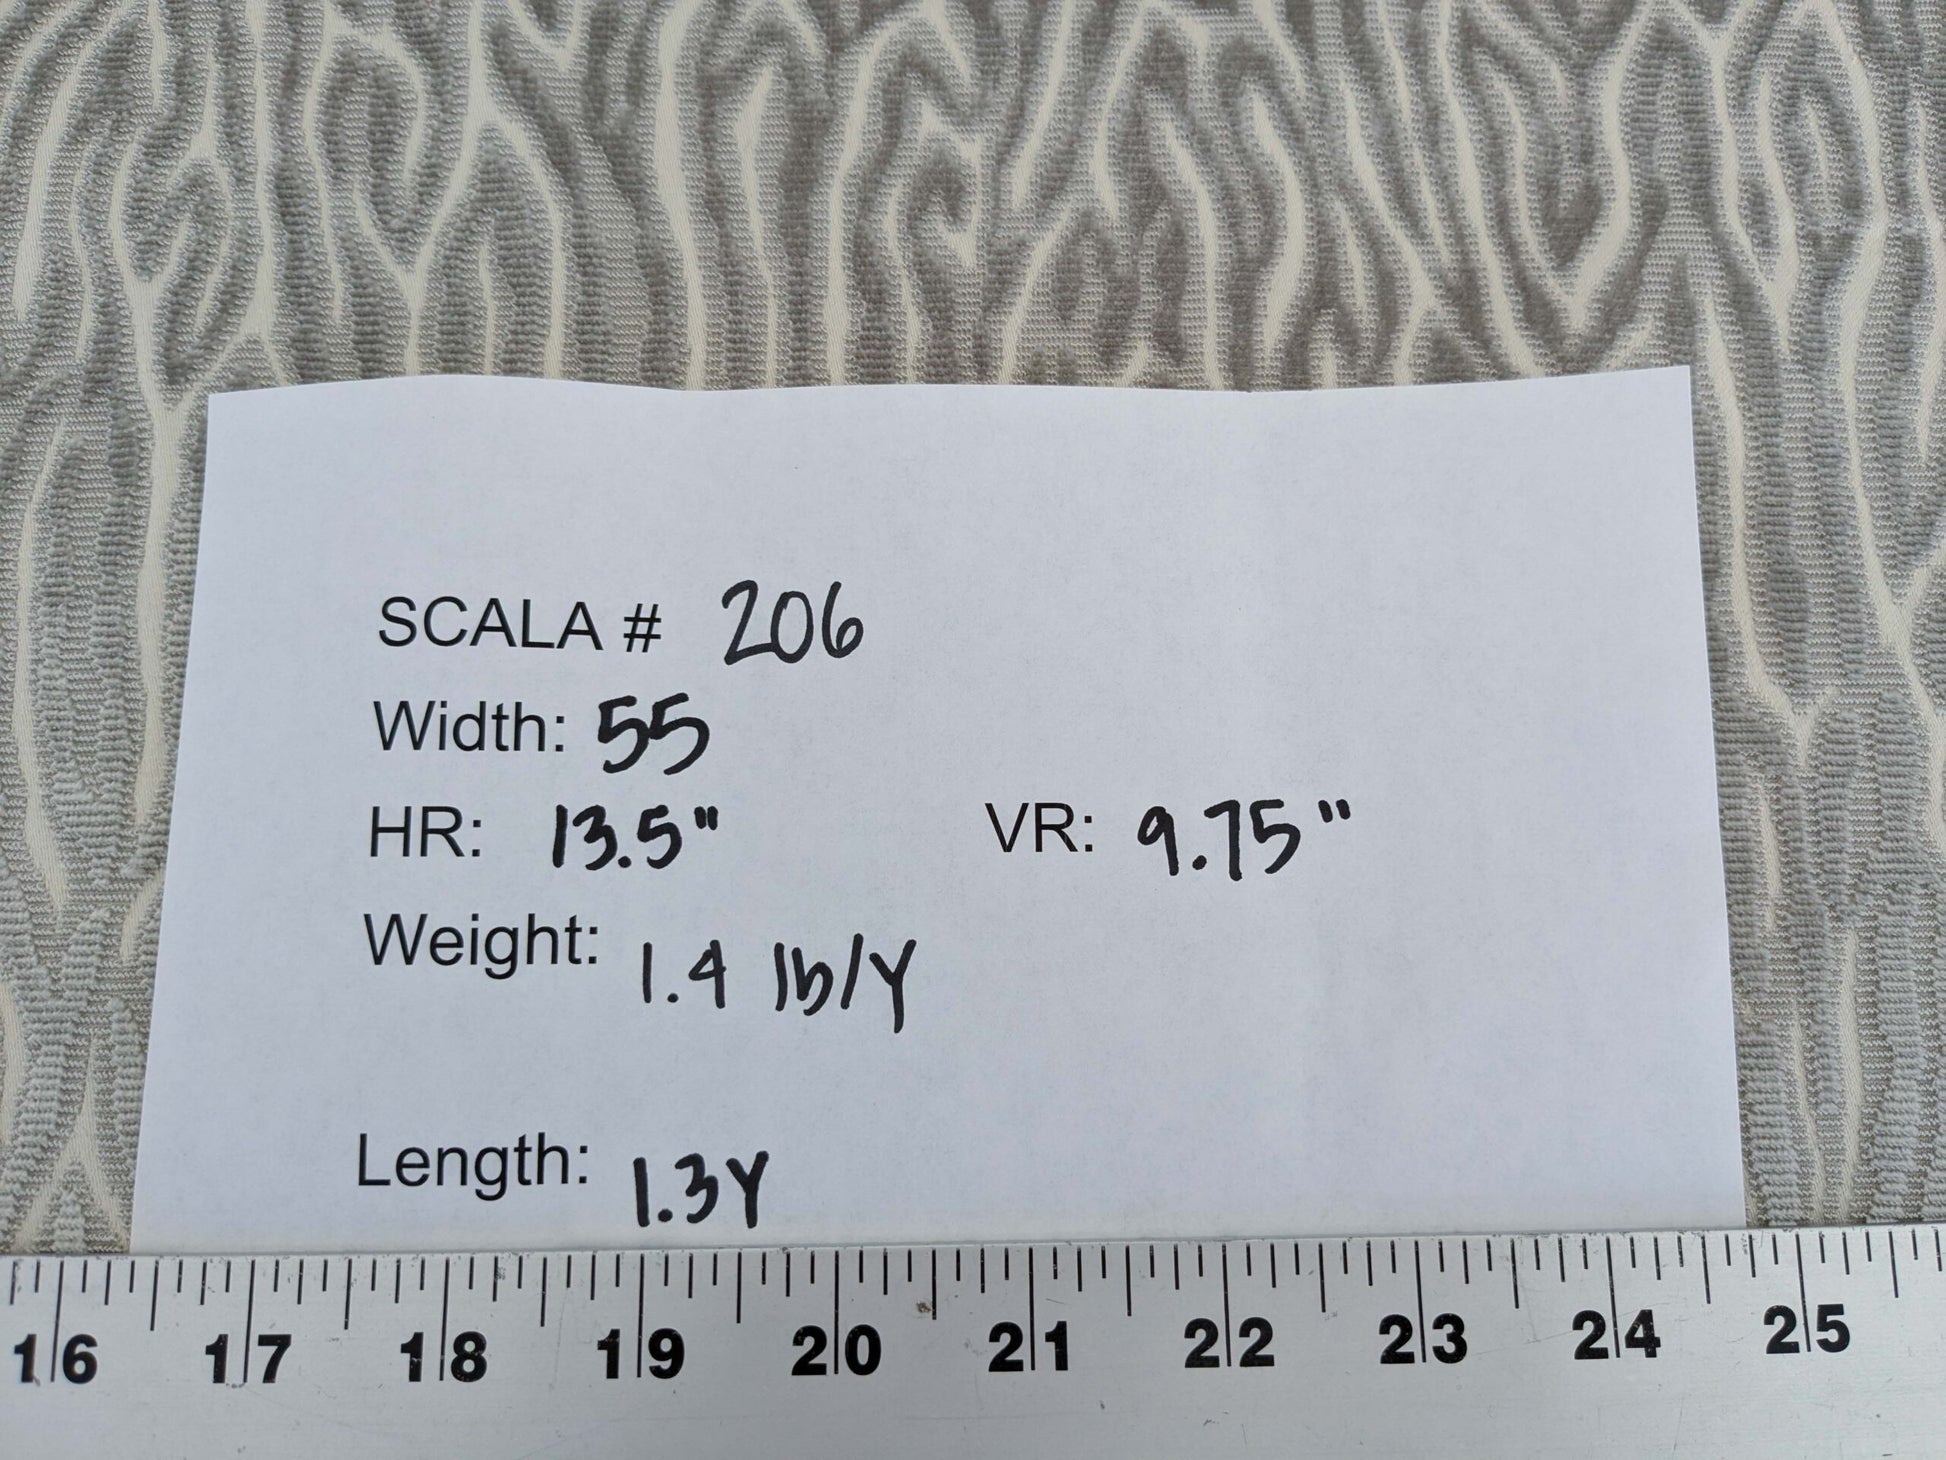 SCALA # 206
Width: 55
HR: 13.5" VR: 9.75"
Weight: 1.4 lb/Y
Length: 1.3Y
16 17 18 19 20 21 22 23 24 25